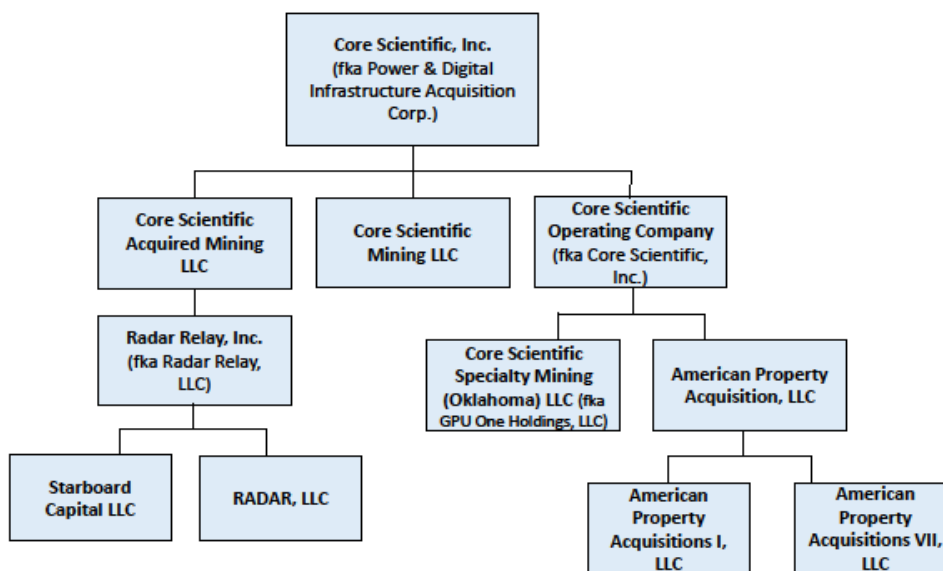 Core Scientific, Inc.
(fka Power & Digital
Infrastructure Acquisition
Corp.)
Core Scientific
Acquired Mining
LLC
Core Scientific
Mining LLC
Core Scientific
Operating Company
(fka Core Scientific,
Inc.)
Radar Relay, Inc.
(fka Radar Relay,
LLC)
Core Scientific
Specialty Mining
(Oklahoma) LLC (fka
GPU One Holdings, LLC)
American Property
Acquisition, LLC
Starboard
Capital LLC
RADAR, LLC
American
Property
Acquisitions I,
LLC
American
Property
Acquisitions VII,
LLC